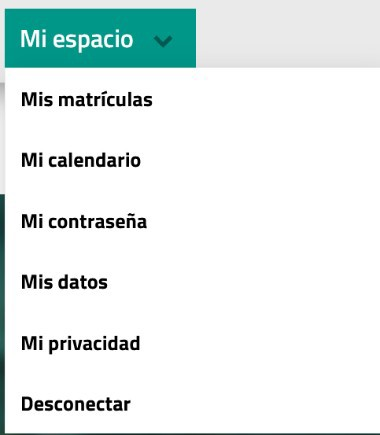 Mi espacio
Mis matrículas
Mi calendario
Mi contraseña
Mis datos
Mi privacidad
Desconectar